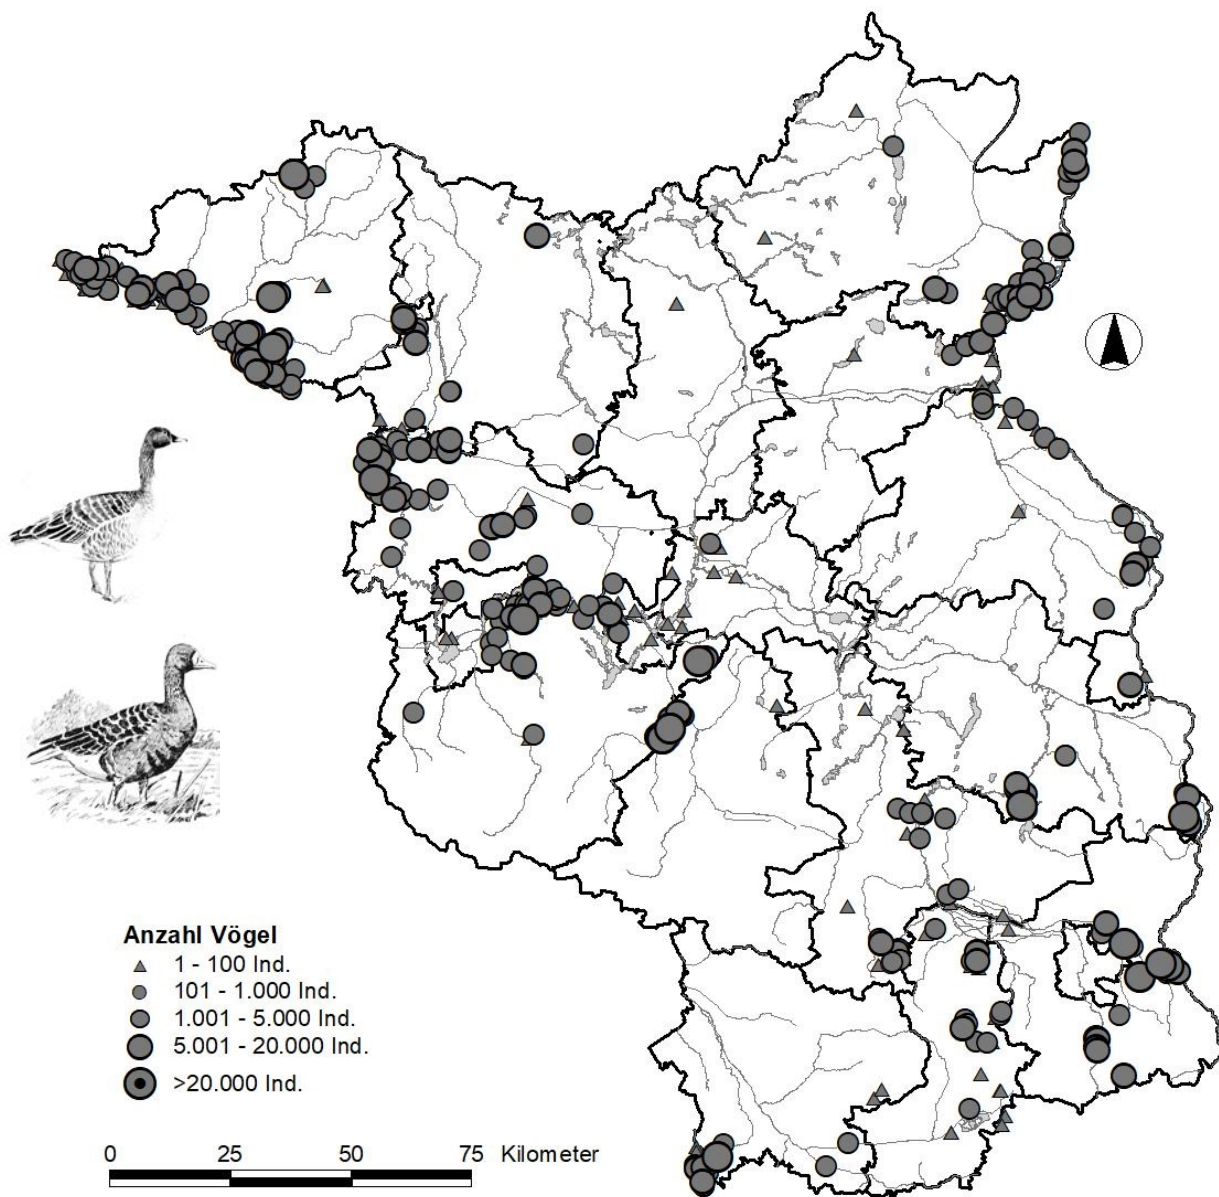 Anzahl Vögel
1 - 100 Ind.
101 - 1.000 Ind.
1.001 - 5.000 Ind.
5.001 - 20.000 Ind.
>20.000 Ind.
0 25 50 75 Kilometer